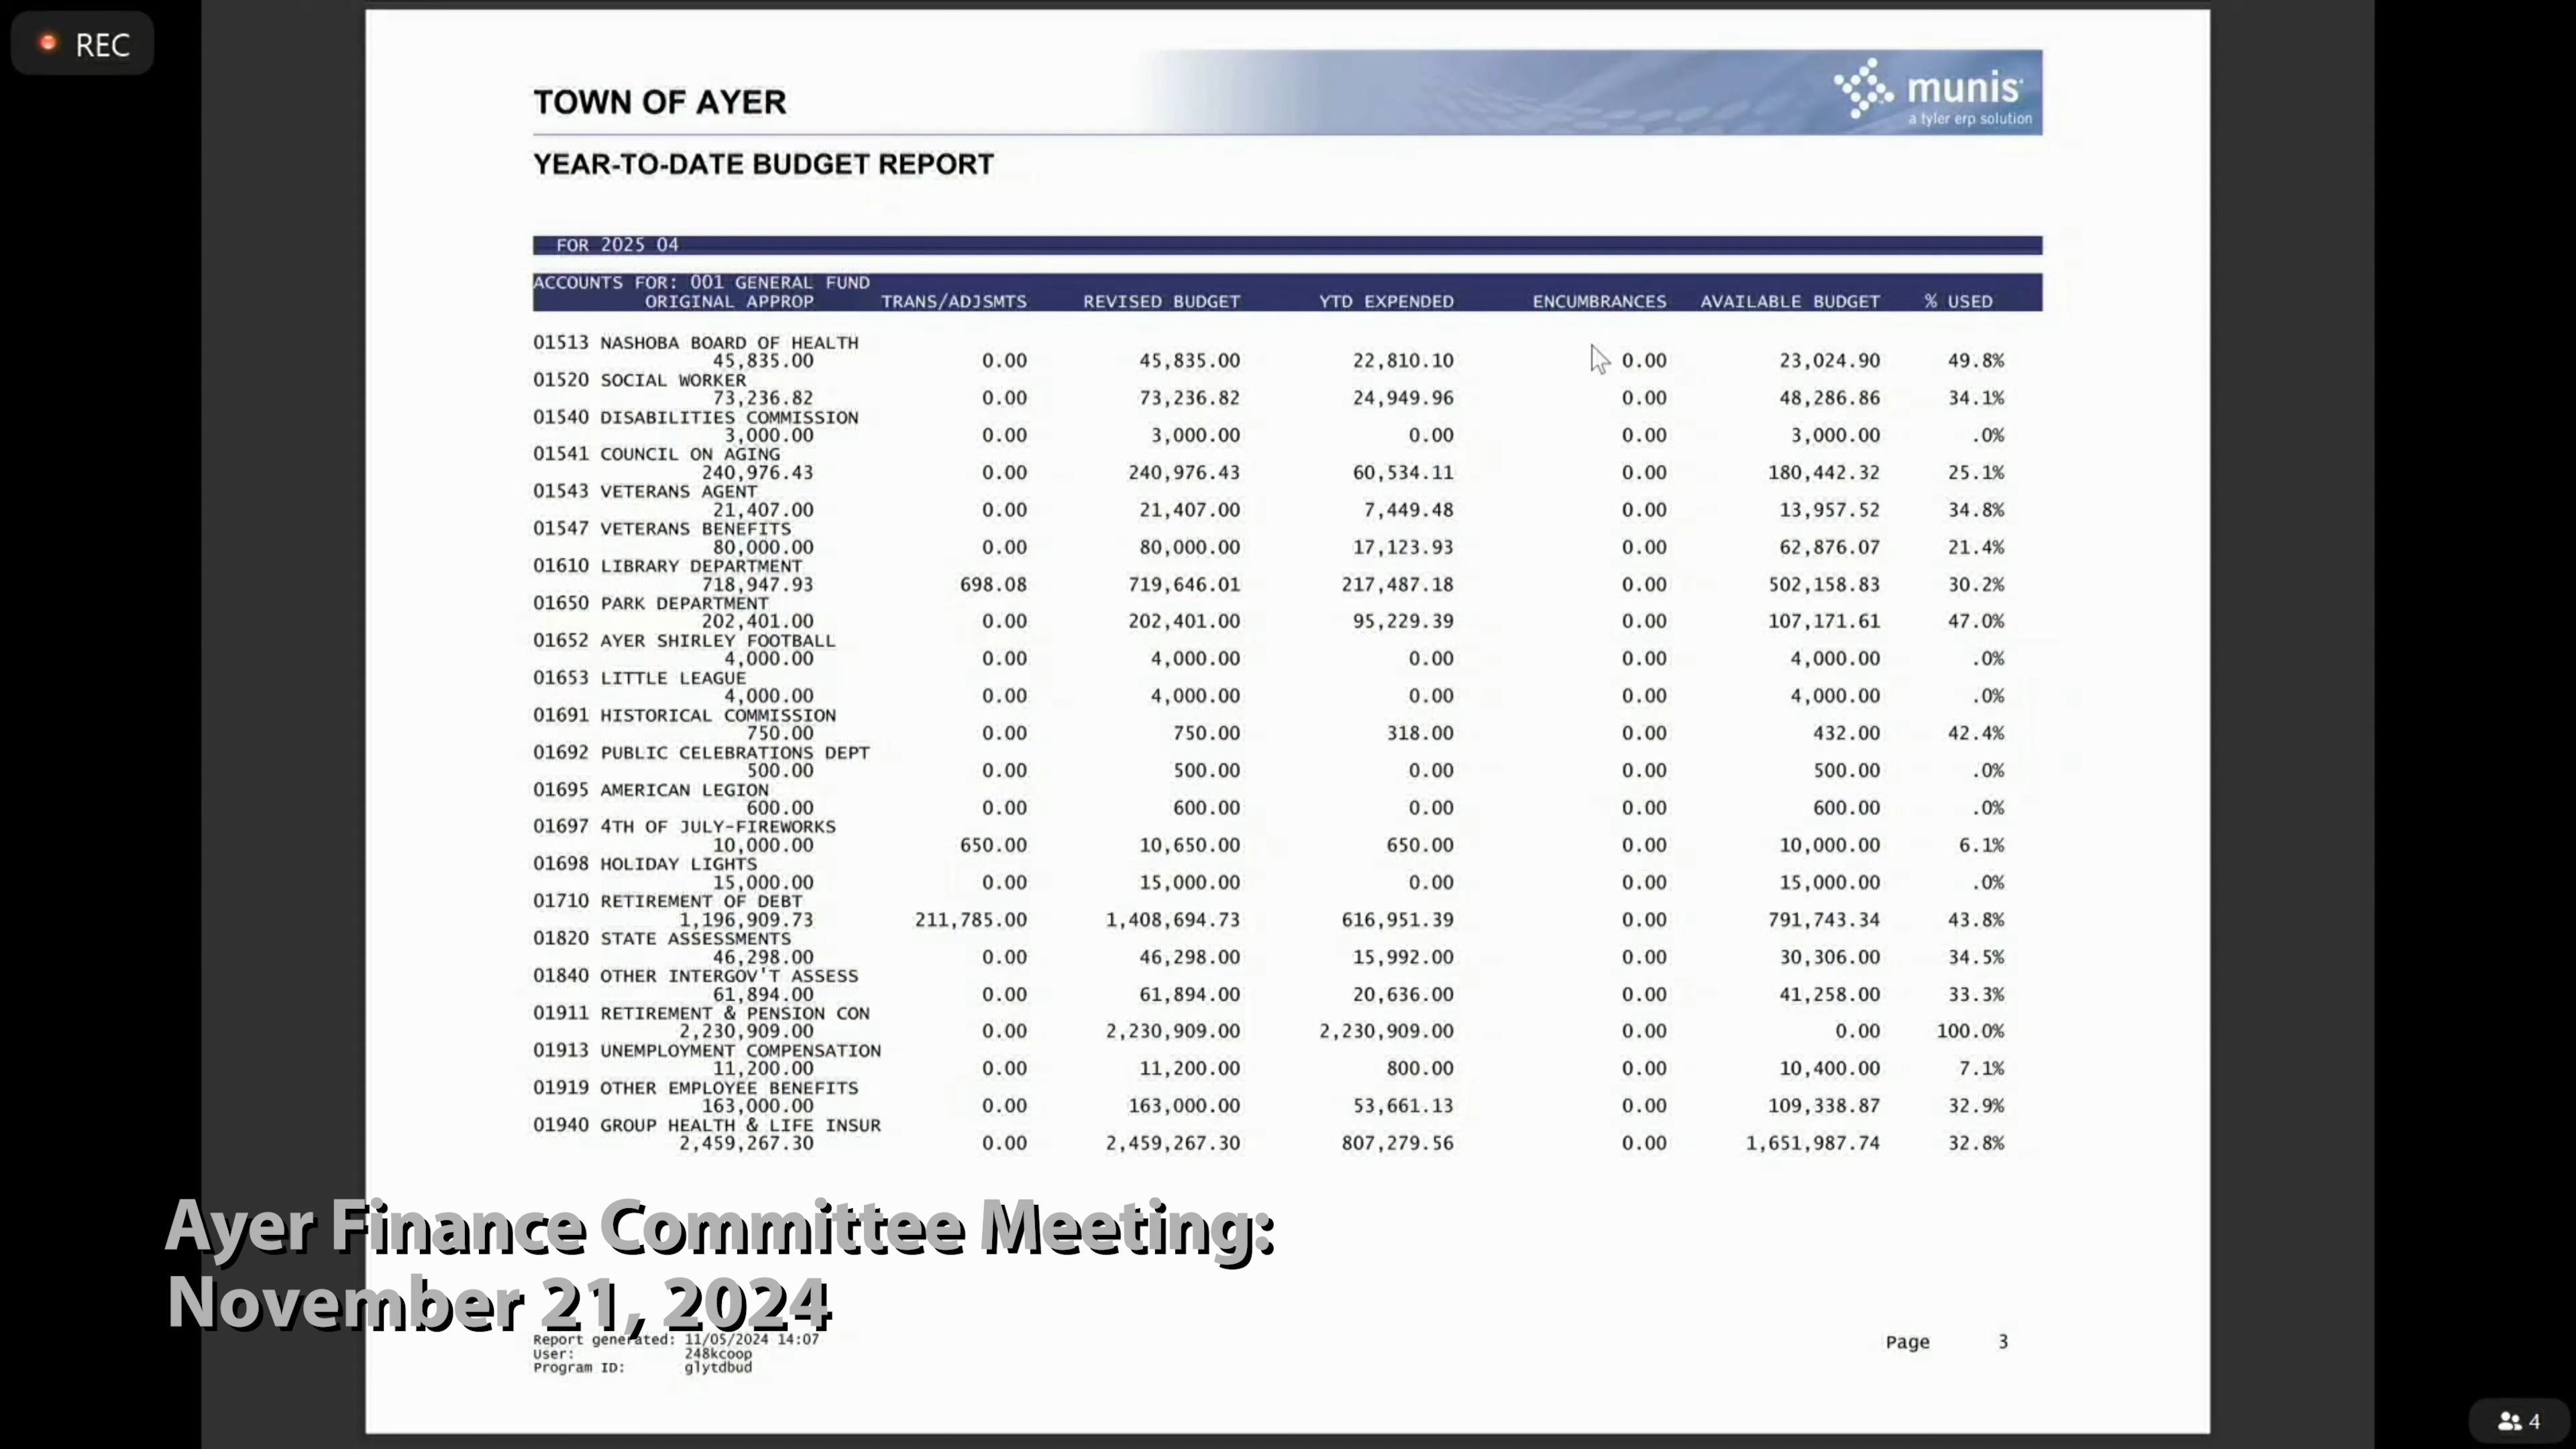 REC
TOWN OF AYER
munis
a tyler erp solution
YEAR-TO-DATE BUDGET REPORT
FOR 2025 04
ACCOUNTS FOR: 001 GENERAL FUND
ORIGINAL APPROP TRANS/ADJSMTS REVISED BUDGET YTD EXPENDED ENCUMBRANCES AVAILABLE BUDGET % USED
01513 NASHOBA BOARD OF HEALTH
45,835.00 0.00 45,835.00 22,810.10 0.00 23,024.90 49.8%
01520 SOCIAL WORKER
73,236.82 0.00 73,236.82 24,949.96 0.00 48,286.86 34.1%
01540 DISABILITIES COMMISSION
3,000.00 0.00 3,000.00 0.00 0.00 3,000.00 .0%
01541 COUNCIL ON AGING
240,976.43 0.00 240,976.43 60,534.11 0.00 180,442.32 25.1%
01543 VETERANS AGENT
21,407.00 0.00 21,407.00 7,449.48 0.00 13,957.52 34.8%
01547 VETERANS BENEFITS
80,000.00 0.00 80,000.00 17,123.93 0.00 62,876.07 21.4%
01610 LIBRARY DEPARTMENT
718,947.93 698.08 719,646.01 217,487.18 0.00 502,158.83 30.2%
01650 PARK DEPARTMENT
202,401.00 0.00 202,401.00 95,229.39 0.00 107,171.61 47.0%
01652 AYER SHIRLEY FOOTBALL
4,000.00 0.00 4,000.00 0.00 0.00 4,000.00 .0%
01653 LITTLE LEAGUE
4,000.00 0.00 4,000.00 0.00 0.00 4,000.00 .0%
01691 HISTORICAL COMMISSION
750.00 0.00 750.00 318.00 0.00 432.00 42.4%
01692 PUBLIC CELEBRATIONS DEPT
500.00 0.00 500.00 0.00 0.00 500.00 .0%
01695 AMERICAN LEGION
600.00 0.00 600.00 0.00 0.00 600.00 .0%
01697 4TH OF JULY-FIREWORKS
10,000.00 650.00 10,650.00 650.00 0.00 10,000.00 6.1%
01698 HOLIDAY LIGHTS
15,000.00 0.00 15,000.00 0.00 0.00 15,000.00 .0%
01710 RETIREMENT OF DEBT
1,196,909.73 211,785.00 1,408,694.73 616,951.39 0.00 791,743.34 43.8%
01820 STATE ASSESSMENTS
46,298.00 0.00 46,298.00 15,992.00 0.00 30,306.00 34.5%
01840 OTHER INTERGOV'T ASSESS
61,894.00 0.00 61,894.00 20,636.00 0.00 41,258.00 33.3%
01911 RETIREMENT & PENSION CON
2,230,909.00 0.00 2,230,909.00 2,230,909.00 0.00 0.00 100.0%
01913 UNEMPLOYMENT COMPENSATION
11,200.00 0.00 11,200.00 800.00 0.00 10,400.00 7.1%
01919 OTHER EMPLOYEE BENEFITS
163,000.00 0.00 163,000.00 53,661.13 0.00 109,338.87 32.9%
01940 GROUP HEALTH & LIFE INSUR
2,459,267.30 0.00 2,459,267.30 807,279.56 0.00 1,651,987.74 32.8%
Ayer Finance Committee Meeting:
November 21, 2024
Report generated: 11/05/2024 14:07
User: 248kcoop
Program ID: glytdbud
Page 3
4